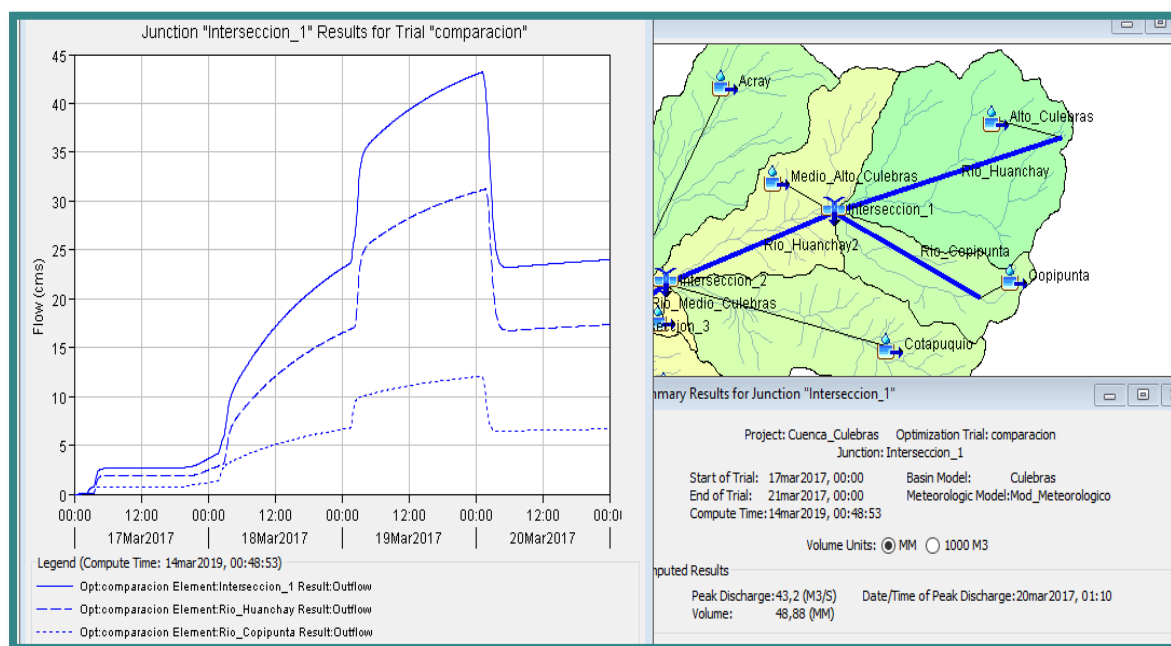 Junction "Interseccion_1" Results for Trial "comparacion"
45
40
35
30
25
20
15
10
5
0
Flow (cms)
00:00 12:00 00:00 12:00 00:00 12:00 00:00 12:00 00:00
17Mar2017 18Mar2017 19Mar2017 20Mar2017
Legend (Compute Time: 14mar2019, 00:48:53)
Opt:comparacion Element:Interseccion_1 Result:Outflow
Opt:comparacion Element:Rio_Huanchay Result:Outflow
Opt:comparacion Element:Rio_Copipunta Result:Outflow
Acray
Alto_Culebras
Rio_Huanchay
Medio_Alto_Culebras
Interseccion_1
Rio_Huanchay2
Rio_Copipunta
Copipunta
Interseccion_2
Rio_Medio_Culebras
seccion_3
Cotapuquio
mmary Results for Junction "Interseccion_1"
Project: Cuenca_Culebras Optimization Trial: comparacion
Junction: Interseccion_1
Start of Trial: 17mar2017, 00:00 Basin Model: Culebras
End of Trial: 21mar2017, 00:00 Meteorologic Model:Mod_Meteorologico
Compute Time:14mar2019, 00:48:53
Volume Units: MM 1000 M3
mputed Results
Peak Discharge:43,2 (M3/S) Date/Time of Peak Discharge:20mar2017, 01:10
Volume: 48,88 (MM)